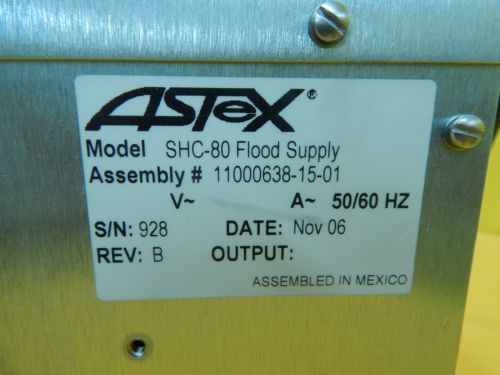 ASTeX®
Model SHC-80 Flood Supply
Assembly # 11000638-15-01
V~ A~ 50/60 HZ
S/N: 928 DATE: Nov 06
REV: B OUTPUT:
ASSEMBLED IN MEXICO